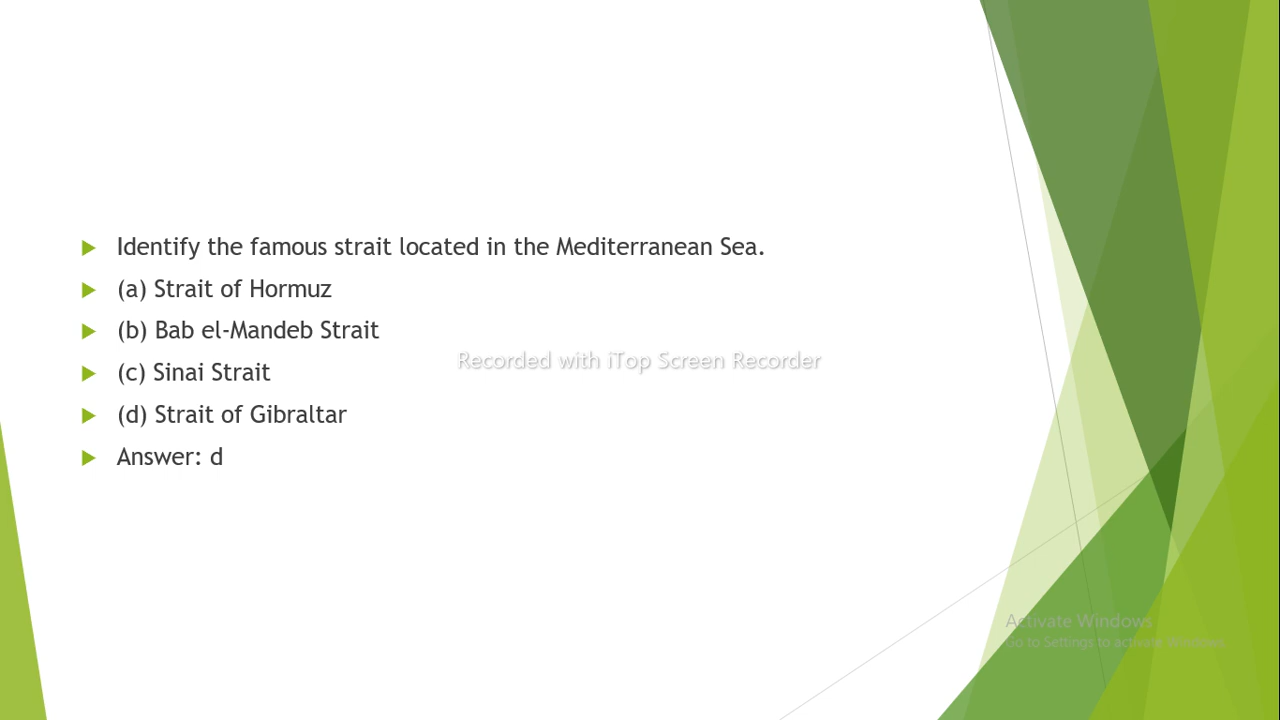 Identify the famous strait located in the Mediterranean Sea.
(a) Strait of Hormuz
(b) Bab el-Mandeb Strait
Recorded with iTop Screen Recorder
(c) Sinai Strait
(d) Strait of Gibraltar
Answer: d
Activate Windows
Go to Settings to activate Windows.